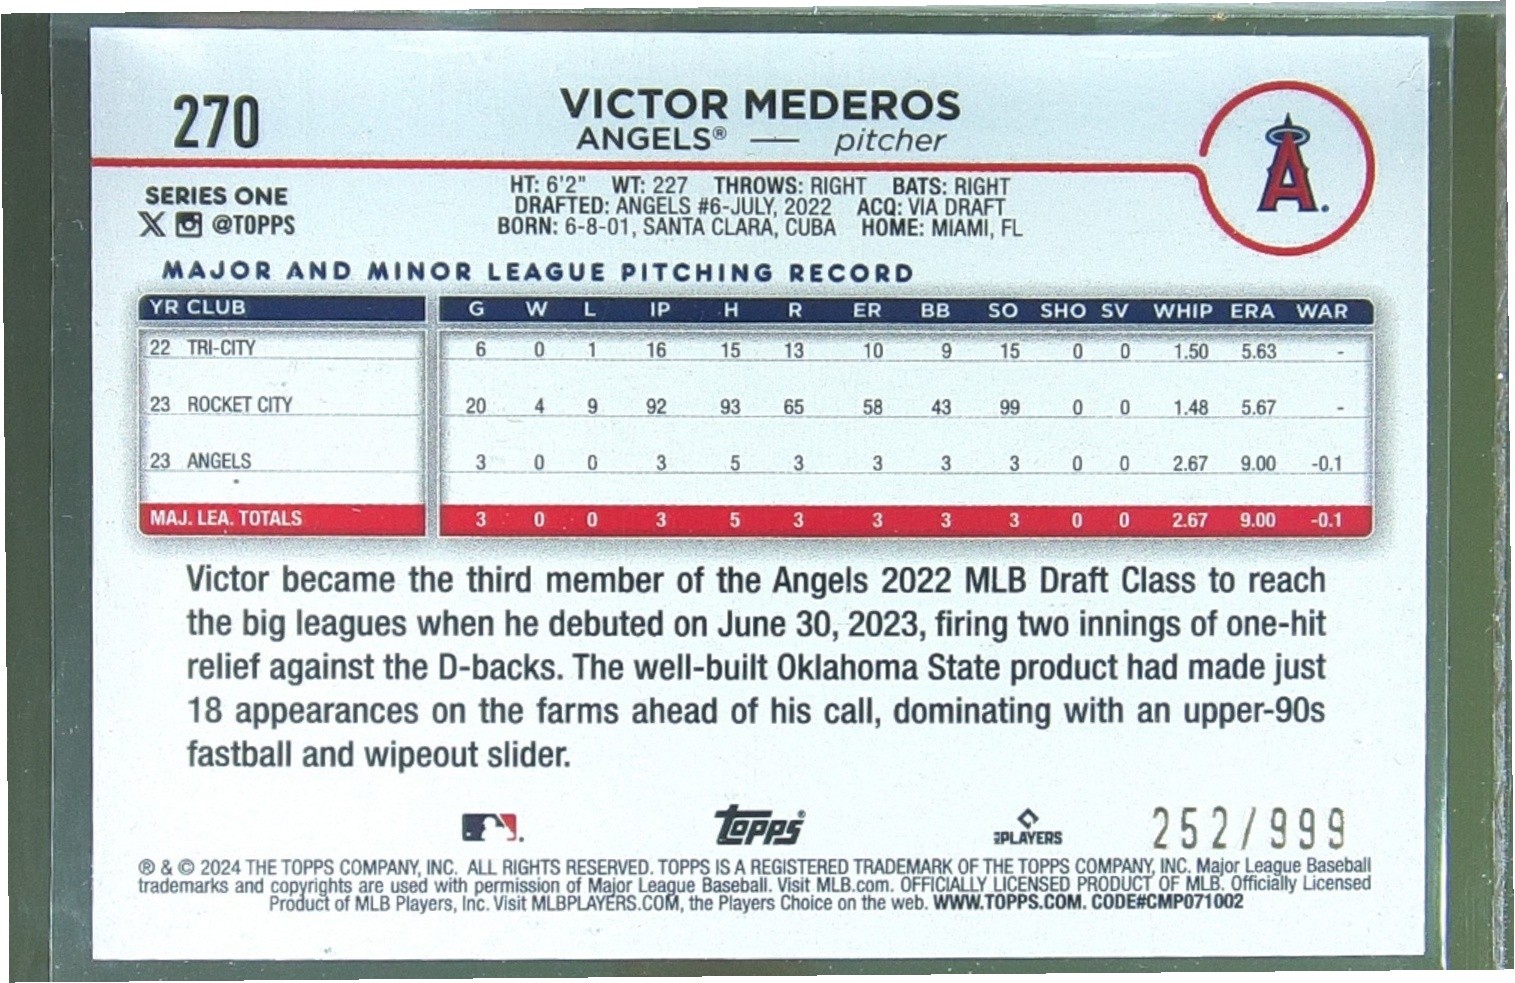 270
VICTOR MEDEROS
ANGELS® — pitcher
A
SERIES ONE
@TOPPS
HT: 6'2" WT: 227 THROWS: RIGHT BATS: RIGHT
DRAFTED: ANGELS #6-JULY, 2022 ACQ: VIA DRAFT
BORN: 6-8-01, SANTA CLARA, CUBA HOME: MIAMI, FL
MAJOR AND MINOR LEAGUE PITCHING RECORD
YR CLUB G W L IP H R ER BB SO SHO SV WHIP ERA WAR
22 TRI-CITY 6 0 1 16 15 13 10 9 15 0 0 1.50 5.63 -
23 ROCKET CITY 20 4 9 92 93 65 58 43 99 0 0 1.48 5.67 -
23 ANGELS 3 0 0 3 5 3 3 3 3 0 0 2.67 9.00 -0.1
MAJ. LEA. TOTALS 3 0 0 3 5 3 3 3 3 0 0 2.67 9.00 -0.1
Victor became the third member of the Angels 2022 MLB Draft Class to reach
the big leagues when he debuted on June 30, 2023, firing two innings of one-hit
relief against the D-backs. The well-built Oklahoma State product had made just
18 appearances on the farms ahead of his call, dominating with an upper-90s
fastball and wipeout slider.
Topps®
PLAYERS
252/999
® & © 2024 THE TOPPS COMPANY, INC. ALL RIGHTS RESERVED. TOPPS IS A REGISTERED TRADEMARK OF THE TOPPS COMPANY, INC. Major League Baseball
trademarks and copyrights are used with permission of Major League Baseball. Visit MLB.com. OFFICIALLY LICENSED PRODUCT OF MLB. Officially Licensed
Product of MLB Players, Inc. Visit MLBPLAYERS.COM, the Players Choice on the web. WWW.TOPPS.COM. CODE#CMP071002